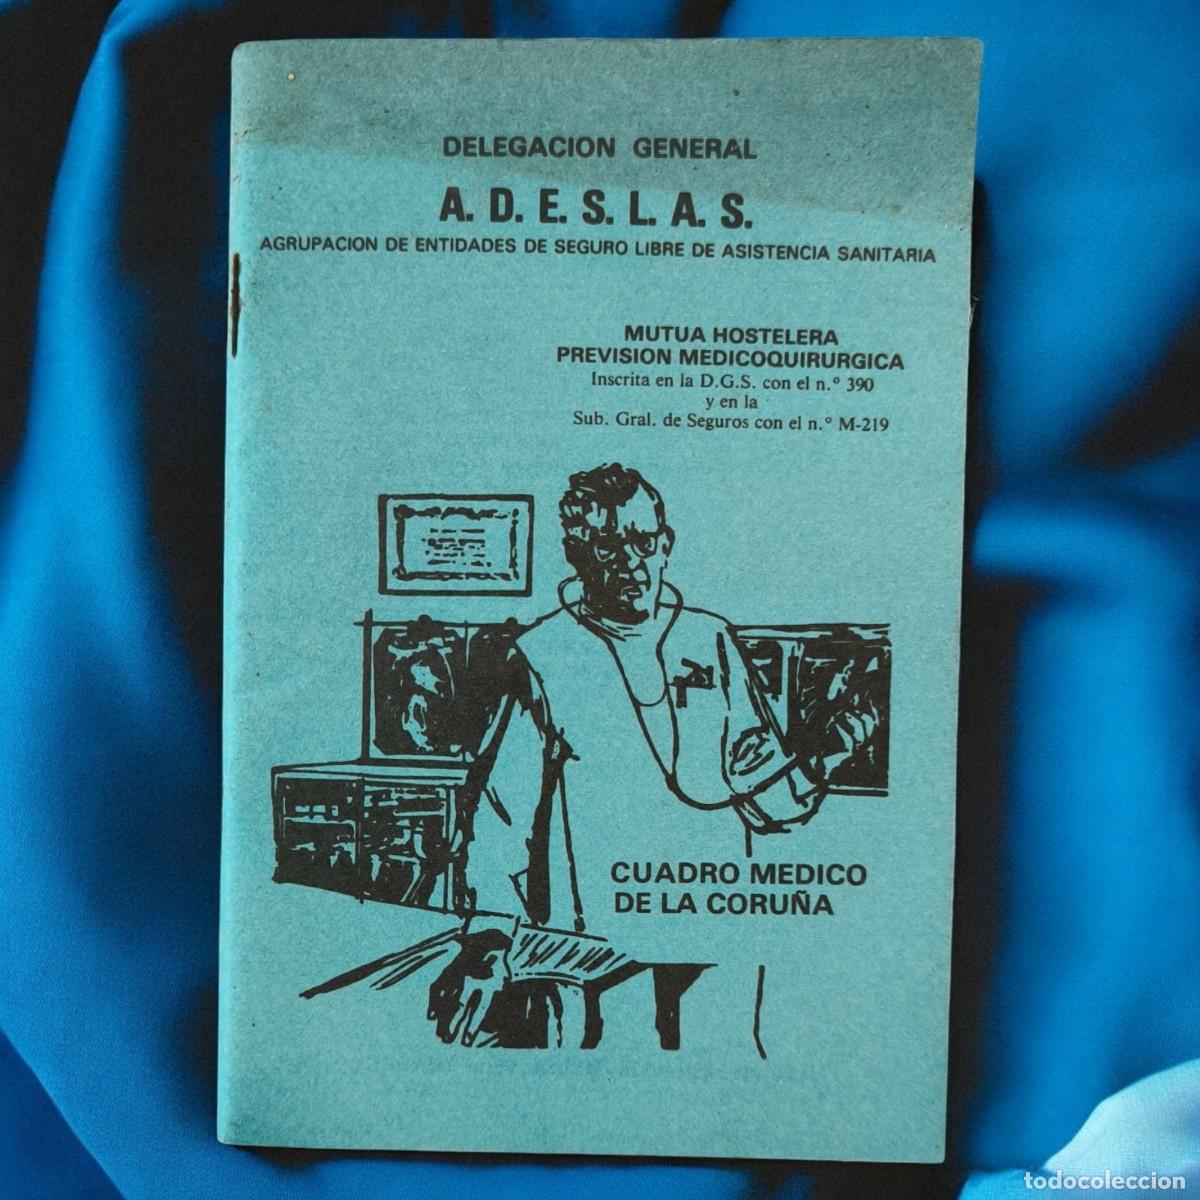 DELEGACION GENERAL
A. D. E. S. L. A. S.
AGRUPACION DE ENTIDADES DE SEGURO LIBRE DE ASISTENCIA SANITARIA
MUTUA HOSTELERA
PREVISION MEDICOQUIRURGICA
Inscrita en la D.G.S. con el n.º 390
y en la
Sub. Gral. de Seguros con el n.º M-219
CUADRO MEDICO
DE LA CORUÑA
todocoleccion